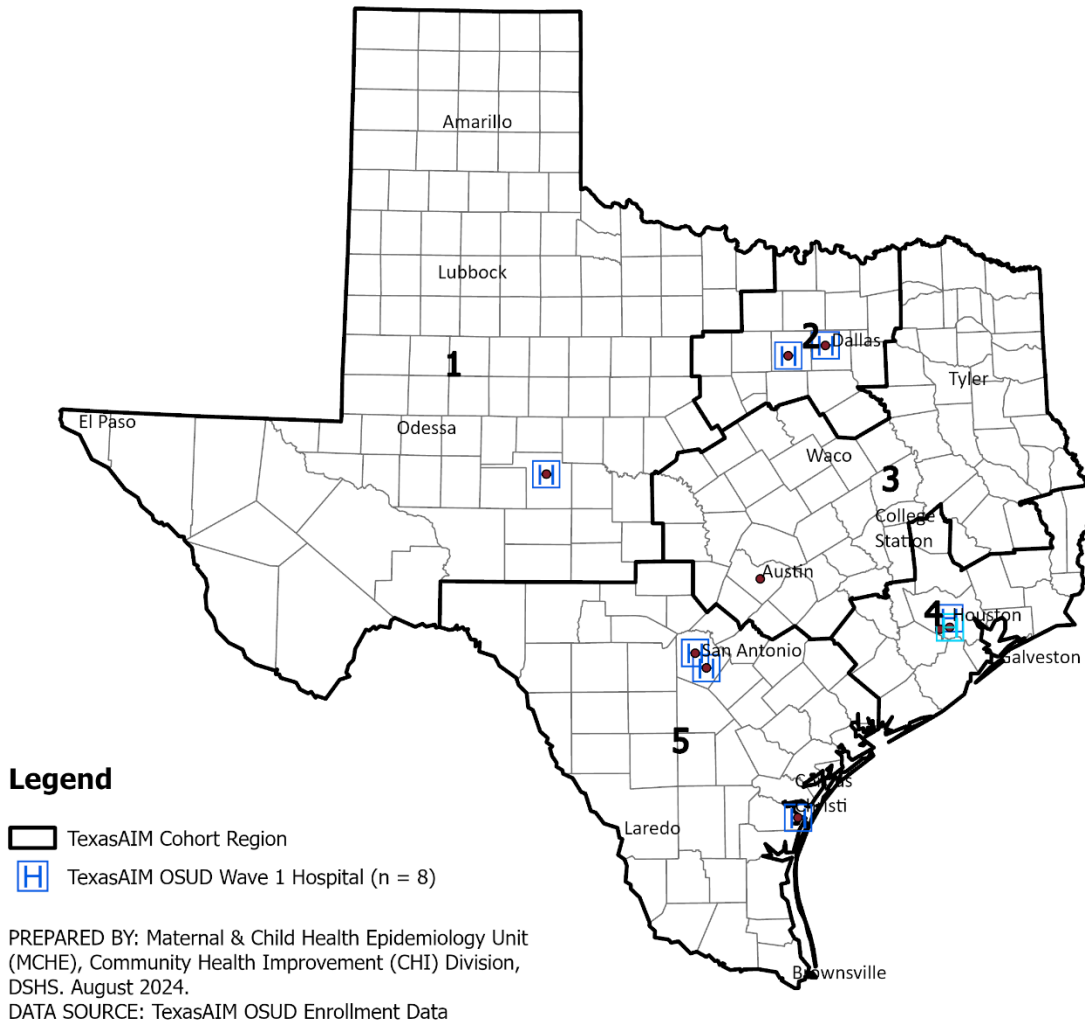 Amarillo
Lubbock
1
2
Dallas
Tyler
El Paso
Odessa
H
H
H
Waco
3
College
Station
Austin
4
H
Houston
Galveston
H
San Antonio
H
5
Corpus
Christi
H
Laredo
Brownsville
Legend
TexasAIM Cohort Region
H TexasAIM OSUD Wave 1 Hospital (n = 8)
PREPARED BY: Maternal & Child Health Epidemiology Unit
(MCHE), Community Health Improvement (CHI) Division,
DSHS. August 2024.
DATA SOURCE: TexasAIM OSUD Enrollment Data